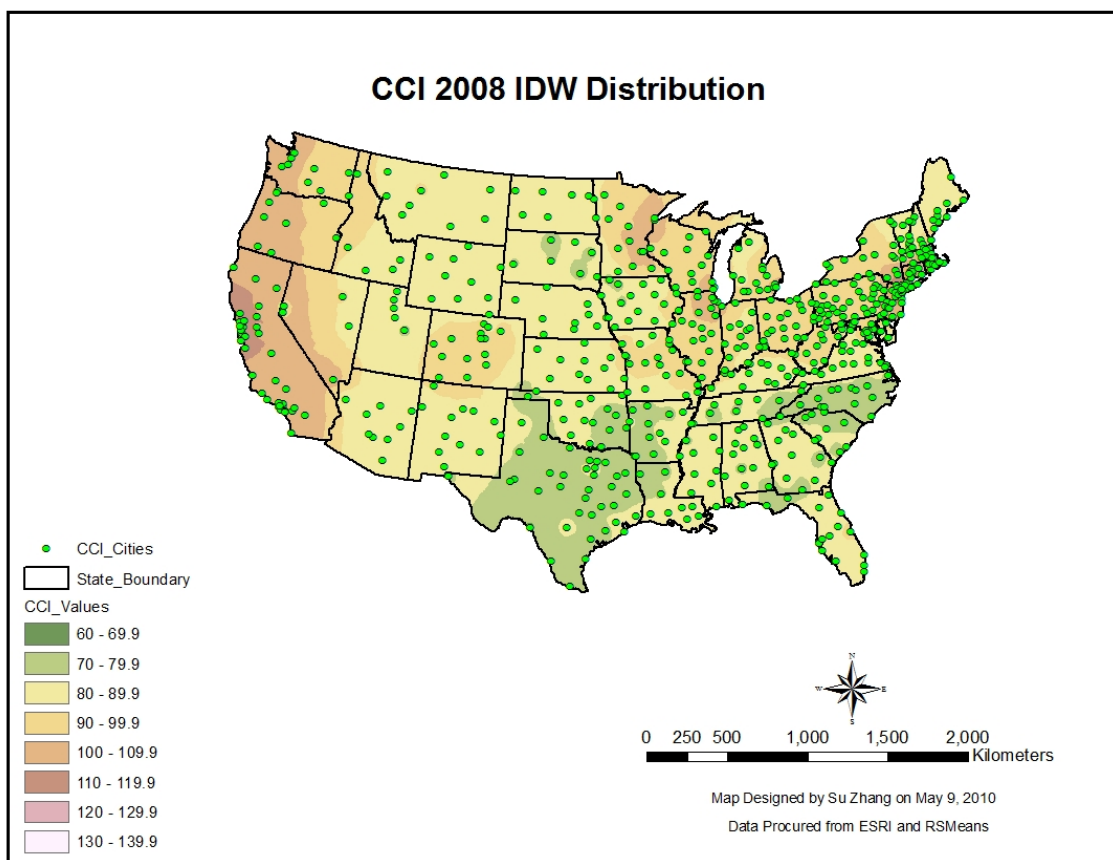 CCI 2008 IDW Distribution
CCI_Cities
State_Boundary
CCI_Values
60 - 69.9
70 - 79.9
80 - 89.9
90 - 99.9
100 - 109.9
110 - 119.9
120 - 129.9
130 - 139.9
N
W
E
S
0 250 500 1,000 1,500 2,000
Kilometers
Map Designed by Su Zhang on May 9, 2010
Data Procured from ESRI and RSMeans